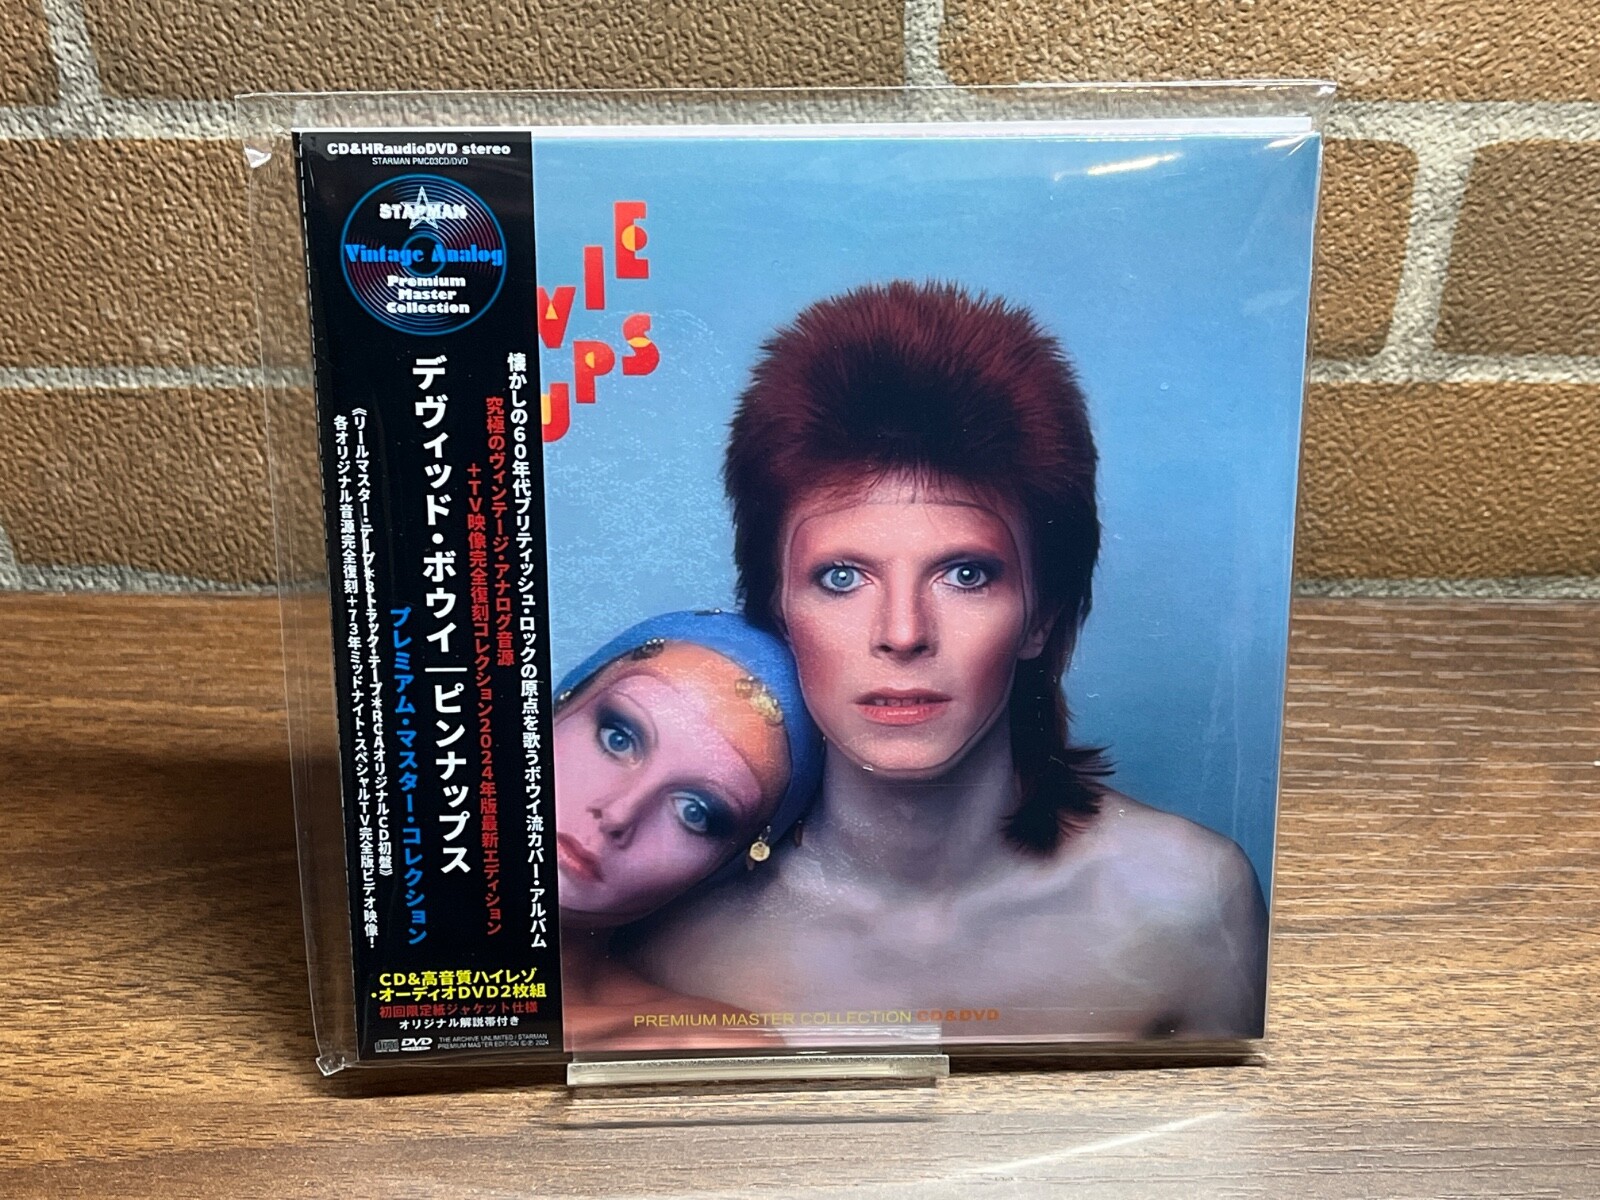 CD&HRaudioDVD stereo
STARMAN PMC03CD/DVD
STARMAN
Vintage Analog
Premium
Master
Collection
VIE
UPS
懐かしの60年代ブリティッシュ・ロックの原点を歌うボウイ流カバー・アルバム
究極のヴィンテージ・アナログ音源
+TV映像完全復刻コレクション2024年版最新エディション
デヴィッド・ボウイ|ピンナップス
プレミアム・マスター・コレクション
《リールマスター・テープ*8トラック・テープ*RCAオリジナルCD初盤》
各オリジナル音源完全復刻+73年ミッドナイト・スペシャルTV完全版ビデオ映像!
CD&高音質ハイレゾ
・オーディオDVD2枚組
初回限定紙ジャケット仕様
オリジナル解説帯付き
DVD
THE ARCHIVE UNLIMITED / STARMAN
PREMIUM MASTER EDITION ©℗ 2024
PREMIUM MASTER COLLECTION CD&DVD